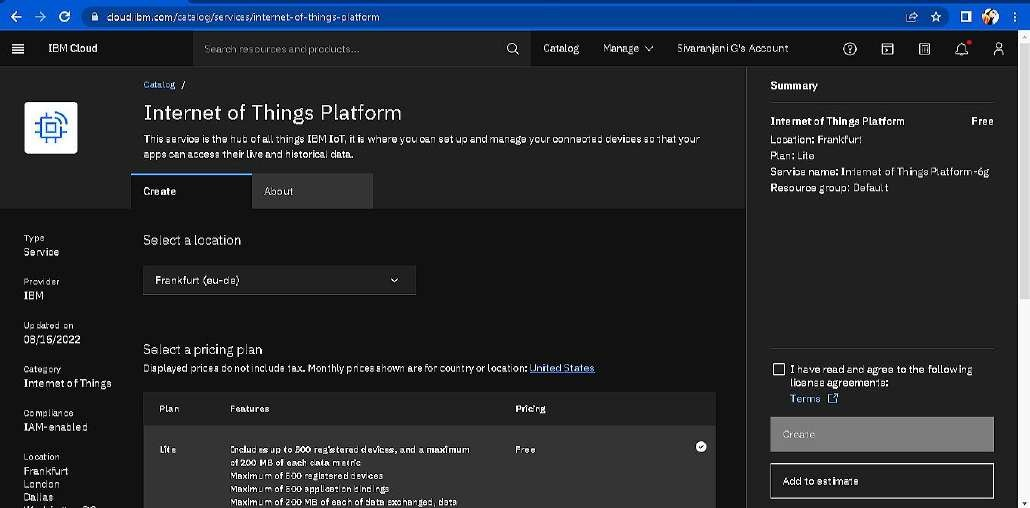 cloud.ibm.com/catalog/services/internet-of-things-platform
IBM Cloud
Search resources and products...
Catalog
Manage
Sivaranjani G's Account
Catalog /
Internet of Things Platform
This service is the hub of all things IBM IoT, it is where you can set up and manage your connected devices so that your
apps can access their live and historical data.
Create
About
Type
Service
Provider
IBM
Updated on
08/16/2022
Category
Internet of Things
Compliance
IAM-enabled
Location
Frankfurt
London
Dallas
Select a location
Frankfurt (eu-de)
Select a pricing plan
Displayed prices do not include tax. Monthly prices shown are for country or location: United States
Plan
Features
Pricing
Lite
Includes up to 500 registered devices, and a maximum
of 200 MB of each data metric
Maximum of 500 registered devices
Maximum of 500 application bindings
Maximum of 200 MB of each of data exchanged, data
Free
Summary
Internet of Things Platform
Free
Location: Frankfurt
Plan: Lite
Service name: Internet of Things Platform-6g
Resource group: Default
I have read and agree to the following
license agreements:
Terms
Create
Add to estimate